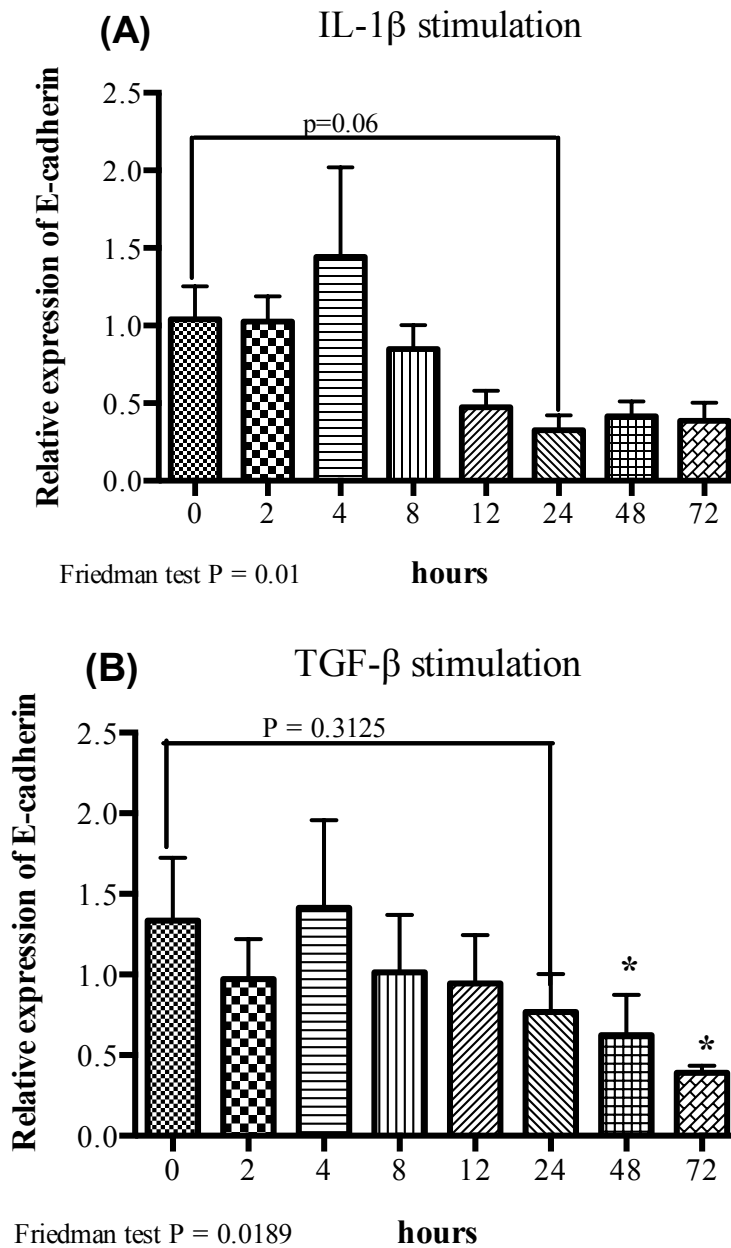 (A) IL-1β stimulation
Relative expression of E-cadherin
2.5
p=0.06
2.0
1.5
1.0
0.5
0.0
0 2 4 8 12 24 48 72
Friedman test P = 0.01 hours
(B) TGF-β stimulation
Relative expression of E-cadherin
2.5
P = 0.3125
2.0
1.5
1.0
*
0.5
*
0.0
0 2 4 8 12 24 48 72
Friedman test P = 0.0189 hours